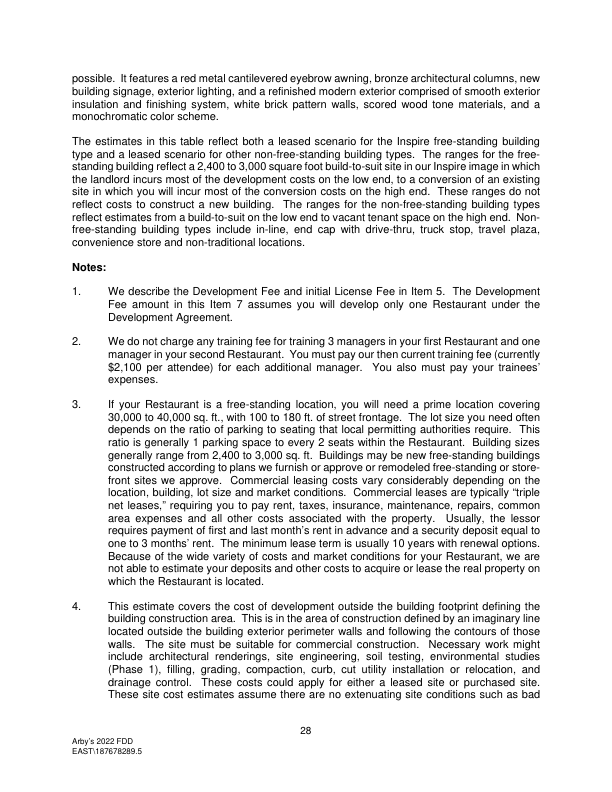 possible. It features a red metal cantilevered eyebrow awning, bronze architectural columns, new
building signage, exterior lighting, and a refinished modern exterior comprised of smooth exterior
insulation and finishing system, white brick pattern walls, scored wood tone materials, and a
monochromatic color scheme.
The estimates in this table reflect both a leased scenario for the Inspire free-standing building
type and a leased scenario for other non-free-standing building types. The ranges for the free-
standing building reflect a 2,400 to 3,000 square foot build-to-suit site in our Inspire image in which
the landlord incurs most of the development costs on the low end, to a conversion of an existing
site in which you will incur most of the conversion costs on the high end. These ranges do not
reflect costs to construct a new building. The ranges for the non-free-standing building types
reflect estimates from a build-to-suit on the low end to vacant tenant space on the high end. Non-
free-standing building types include in-line, end cap with drive-thru, truck stop, travel plaza,
convenience store and non-traditional locations.
Notes:
1. We describe the Development Fee and initial License Fee in Item 5. The Development
Fee amount in this Item 7 assumes you will develop only one Restaurant under the
Development Agreement.
2. We do not charge any training fee for training 3 managers in your first Restaurant and one
manager in your second Restaurant. You must pay our then current training fee (currently
$2,100 per attendee) for each additional manager. You also must pay your trainees'
expenses.
3. If your Restaurant is a free-standing location, you will need a prime location covering
30,000 to 40,000 sq. ft., with 100 to 180 ft. of street frontage. The lot size you need often
depends on the ratio of parking to seating that local permitting authorities require. This
ratio is generally 1 parking space to every 2 seats within the Restaurant. Building sizes
generally range from 2,400 to 3,000 sq. ft. Buildings may be new free-standing buildings
constructed according to plans we furnish or approve or remodeled free-standing or store-
front sites we approve. Commercial leasing costs vary considerably depending on the
location, building, lot size and market conditions. Commercial leases are typically "triple
net leases," requiring you to pay rent, taxes, insurance, maintenance, repairs, common
area expenses and all other costs associated with the property. Usually, the lessor
requires payment of first and last month's rent in advance and a security deposit equal to
one to 3 months' rent. The minimum lease term is usually 10 years with renewal options.
Because of the wide variety of costs and market conditions for your Restaurant, we are
not able to estimate your deposits and other costs to acquire or lease the real property on
which the Restaurant is located.
4. This estimate covers the cost of development outside the building footprint defining the
building construction area. This is in the area of construction defined by an imaginary line
located outside the building exterior perimeter walls and following the contours of those
walls. The site must be suitable for commercial construction. Necessary work might
include architectural renderings, site engineering, soil testing, environmental studies
(Phase 1), filling, grading, compaction, curb, cut utility installation or relocation, and
drainage control. These costs could apply for either a leased site or purchased site.
These site cost estimates assume there are no extenuating site conditions such as bad
28
Arby's 2022 FDD
EAST\187678289.5